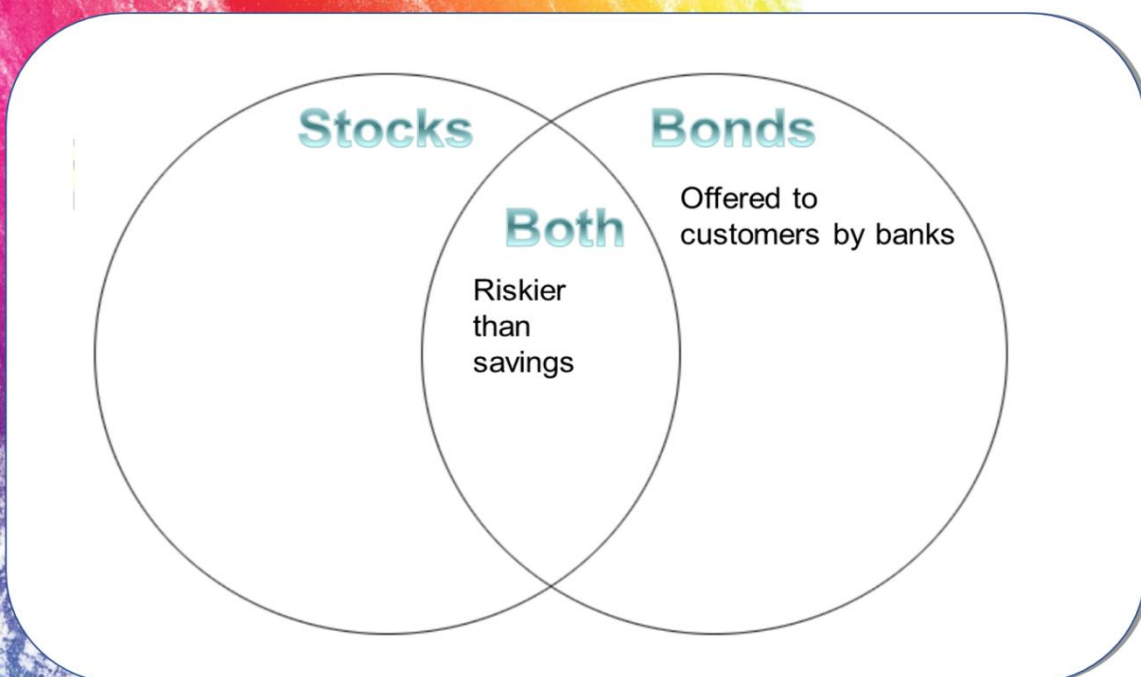 Stocks
Bonds
Both
Offered to
customers by banks
Riskier
than
savings